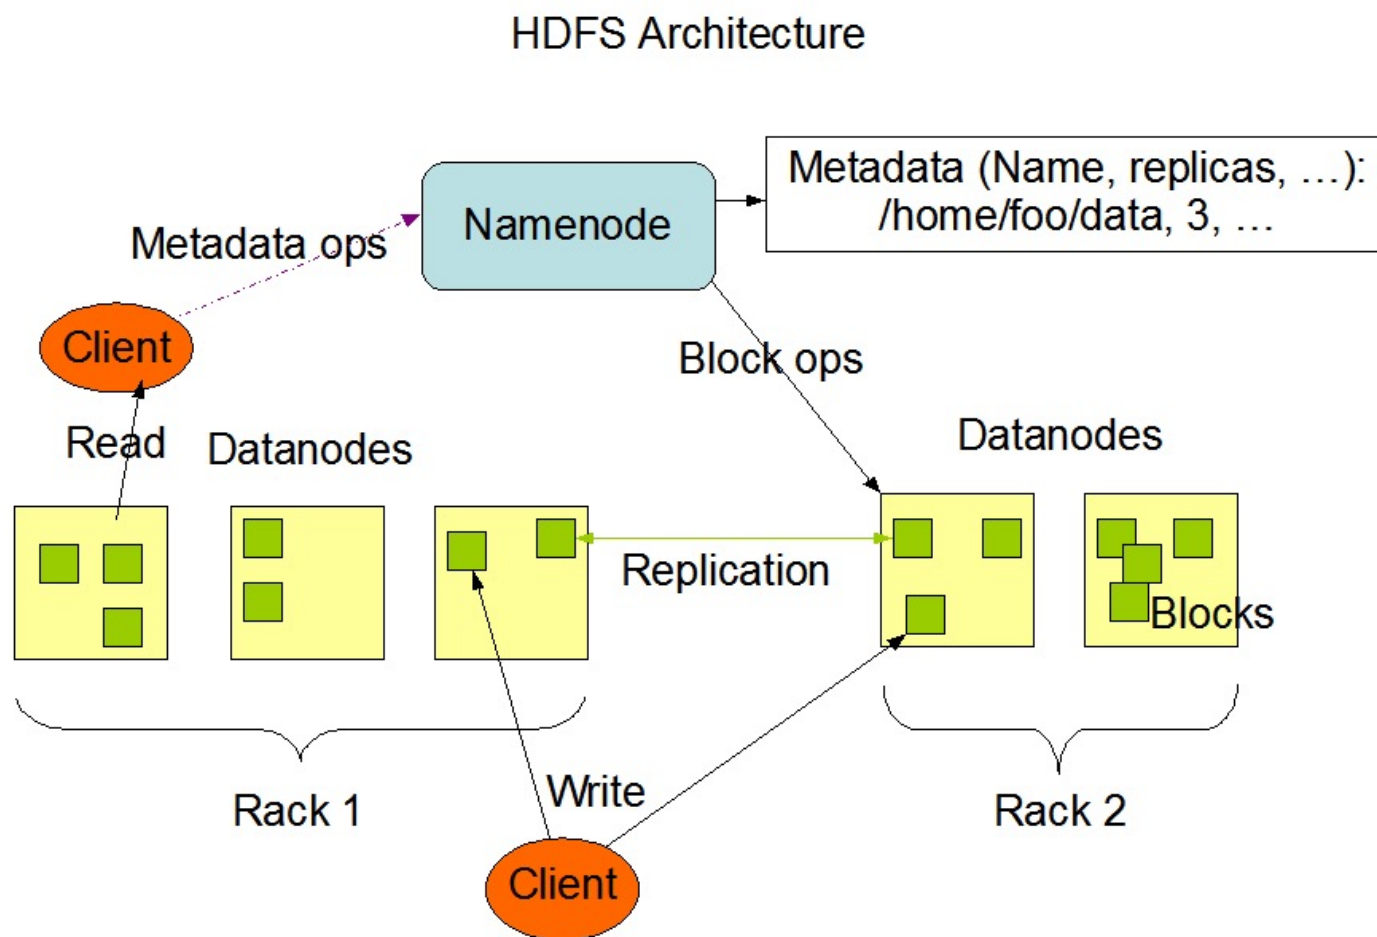 HDFS Architecture
Metadata (Name, replicas, …):
/home/foo/data, 3, …
Namenode
Metadata ops
Client
Block ops
Read
Datanodes
Datanodes
Replication
Blocks
Rack 1
Write
Rack 2
Client